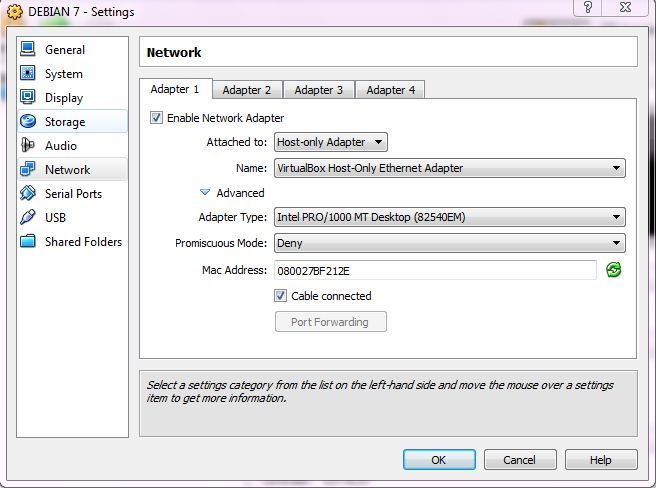 DEBIAN 7 - Settings
General
System
Display
Storage
Audio
Network
Serial Ports
USB
Shared Folders
Network
Adapter 1 Adapter 2 Adapter 3 Adapter 4
Enable Network Adapter
Attached to: Host-only Adapter
Name: VirtualBox Host-Only Ethernet Adapter
Advanced
Adapter Type: Intel PRO/1000 MT Desktop (82540EM)
Promiscuous Mode: Deny
Mac Address: 080027BF212E
Cable connected
Port Forwarding
Select a settings category from the list on the left-hand side and move the mouse over a settings
item to get more information.
OK Cancel Help